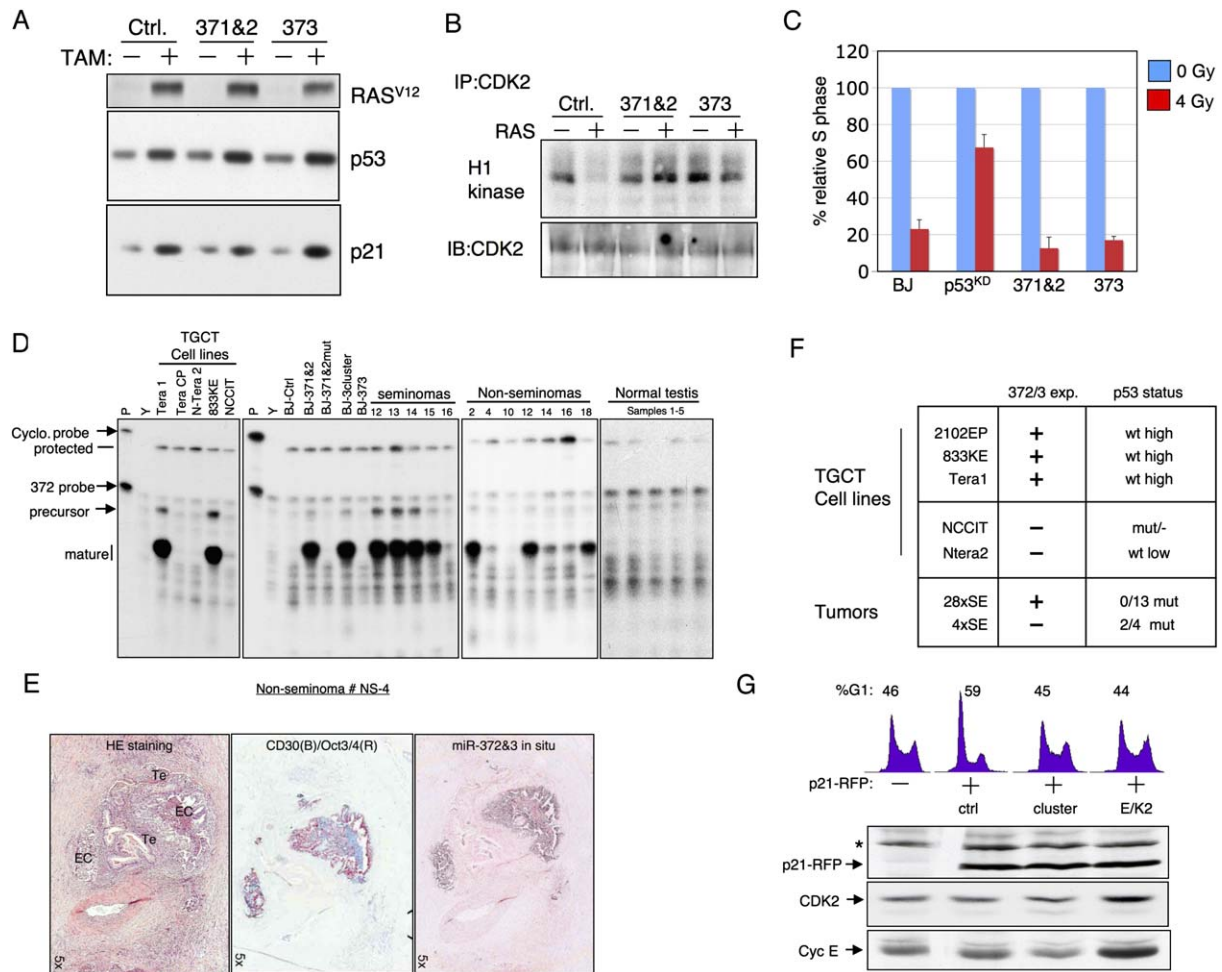 A
Ctrl. 371&2 373
TAM: – + – + – +
RASV12
p53
p21
B
IP:CDK2
Ctrl. 371&2 373
RAS – + – + – +
H1
kinase
IB:CDK2
C
120
100
80
60
40
20
0
% relative S phase
BJ p53KD 371&2 373
0 Gy
4 Gy
D
TGCT
Cell lines
P Y Tera 1 Tera CP N-Tera 2 833KE NCCIT
P Y BJ-Ctrl BJ-371&2 BJ-371&2mut BJ-3cluster BJ-373
seminomas
12 13 14 15 16
Non-seminomas
2 4 10 12 14 16 18
Normal testis
Samples 1-5
Cyclo. probe
protected
372 probe
precursor
mature
E
Non-seminoma # NS-4
HE staining
Te
EC
Te
EC
5x
CD30(B)/Oct3/4(R)
5x
miR-372&3 in situ
5x
F
372/3 exp. p53 status
TGCT
Cell lines
2102EP + wt high
833KE + wt high
Tera1 + wt high
NCCIT – mut/-
Ntera2 – wt low
Tumors
28xSE + 0/13 mut
4xSE – 2/4 mut
G
%G1: 46 59 45 44
p21-RFP: – + + +
ctrl cluster E/K2
*
p21-RFP
CDK2
Cyc E